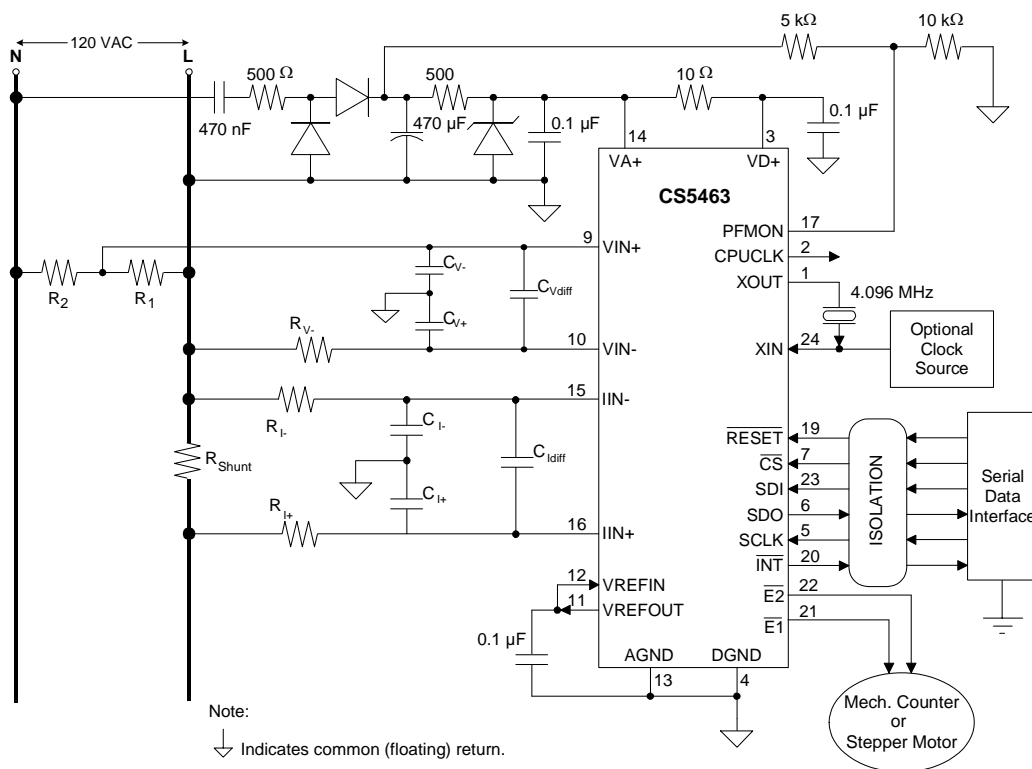 120 VAC
N
L
5 kΩ
10 kΩ
500 Ω
500
10 Ω
470 nF
470 µF
0.1 µF
0.1 µF
14
3
VA+
VD+
CS5463
17
PFMON
2
CPUCLK
1
XOUT
4.096 MHz
9
VIN+
C_V-
C_Vdiff
R_2
R_1
C_V+
R_V-
10
VIN-
24
XIN
Optional
Clock
Source
15
IIN-
R_I-
C_I-
C_Idiff
R_Shunt
C_I+
R_I+
16
IIN+
19
RESET
7
CS
23
SDI
6
SDO
5
SCLK
20
INT
ISOLATION
Serial
Data
Interface
12
VREFIN
11
VREFOUT
22
E2
21
E1
0.1 µF
AGND
DGND
13
4
Mech. Counter
or
Stepper Motor
Note:
Indicates common (floating) return.